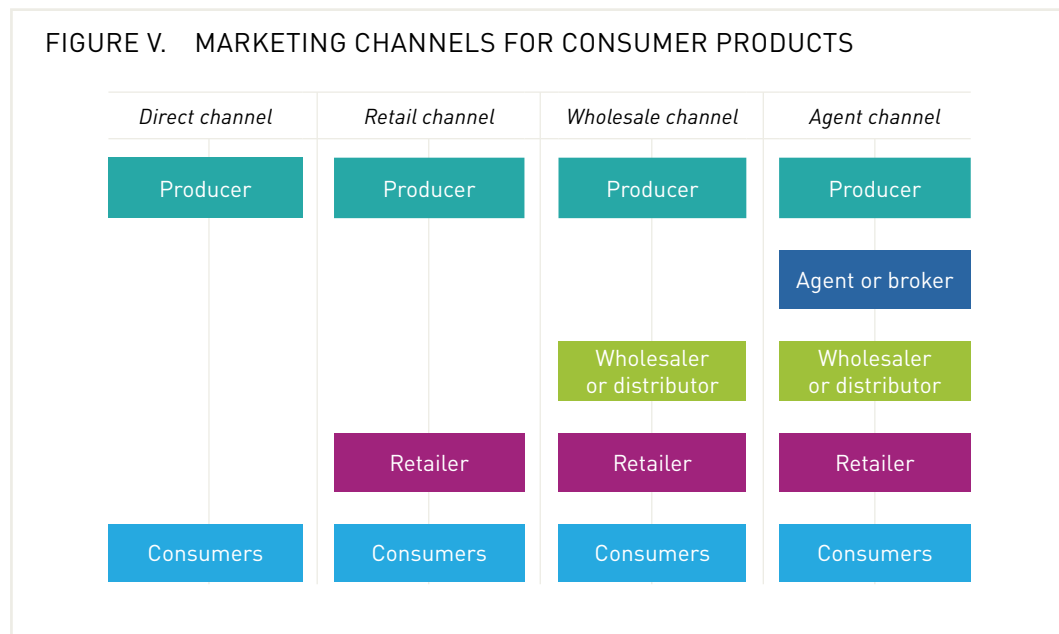 FIGURE V. MARKETING CHANNELS FOR CONSUMER PRODUCTS
Direct channel
Retail channel
Wholesale channel
Agent channel
Producer
Producer
Producer
Producer
Agent or broker
Wholesaler
or distributor
Wholesaler
or distributor
Retailer
Retailer
Retailer
Consumers
Consumers
Consumers
Consumers